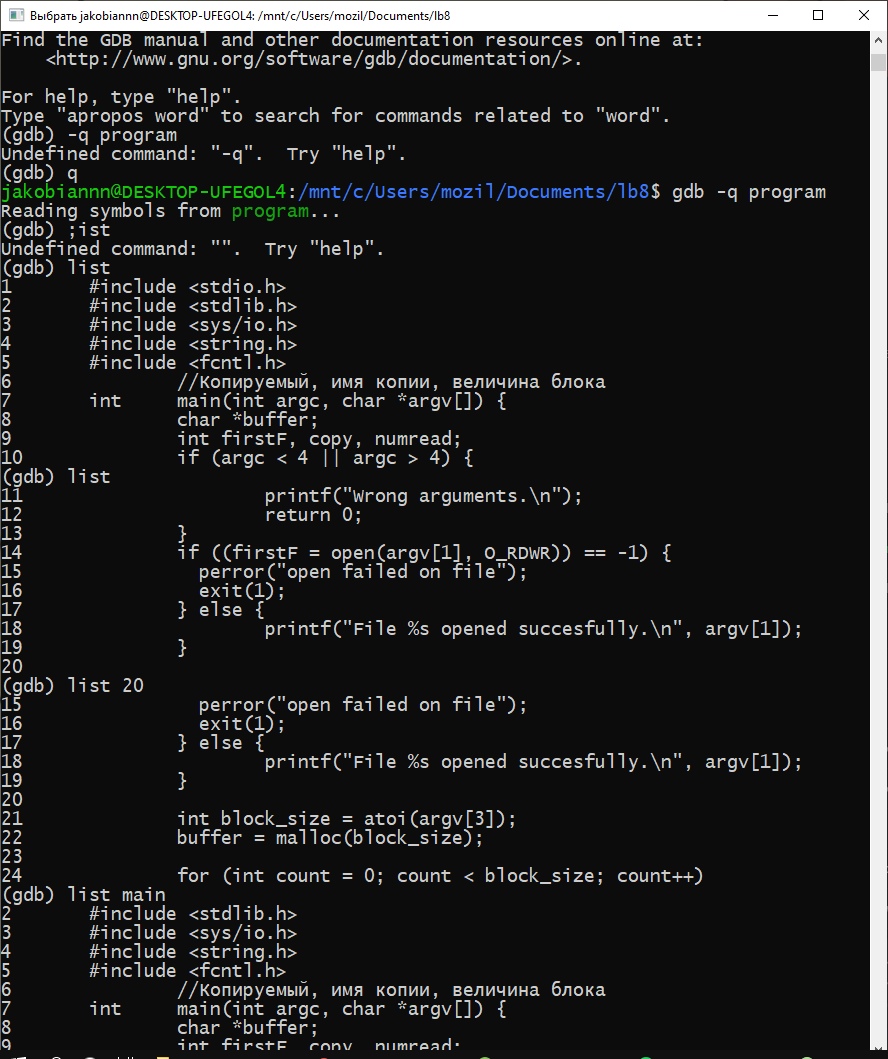 Выбрать jakobiannn@DESKTOP-UFEGOL4: /mnt/c/Users/mozil/Documents/lb8
Find the GDB manual and other documentation resources online at:
    <http://www.gnu.org/software/gdb/documentation/>.

For help, type "help".
Type "apropos word" to search for commands related to "word".
(gdb) -q program
Undefined command: "-q".  Try "help".
(gdb) q
jakobiannn@DESKTOP-UFEGOL4:/mnt/c/Users/mozil/Documents/lb8$ gdb -q program
Reading symbols from program...
(gdb) ;ist
Undefined command: "".  Try "help".
(gdb) list
1       #include <stdio.h>
2       #include <stdlib.h>
3       #include <sys/io.h>
4       #include <string.h>
5       #include <fcntl.h>
6               //Копируемый, имя копии, величина блока
7       int     main(int argc, char *argv[]) {
8               char *buffer;
9               int firstF, copy, numread;
10              if (argc < 4 || argc > 4) {
(gdb) list
11                      printf("Wrong arguments.\n");
12                      return 0;
13              }
14              if ((firstF = open(argv[1], O_RDWR)) == -1) {
15                perror("open failed on file");
16                exit(1);
17              } else {
18                      printf("File %s opened succesfully.\n", argv[1]);
19              }
20
(gdb) list 20
15                perror("open failed on file");
16                exit(1);
17              } else {
18                      printf("File %s opened succesfully.\n", argv[1]);
19              }
20
21              int block_size = atoi(argv[3]);
22              buffer = malloc(block_size);
23
24              for (int count = 0; count < block_size; count++)
(gdb) list main
2       #include <stdlib.h>
3       #include <sys/io.h>
4       #include <string.h>
5       #include <fcntl.h>
6               //Копируемый, имя копии, величина блока
7       int     main(int argc, char *argv[]) {
8               char *buffer;
9               int firstF, copy, numread;